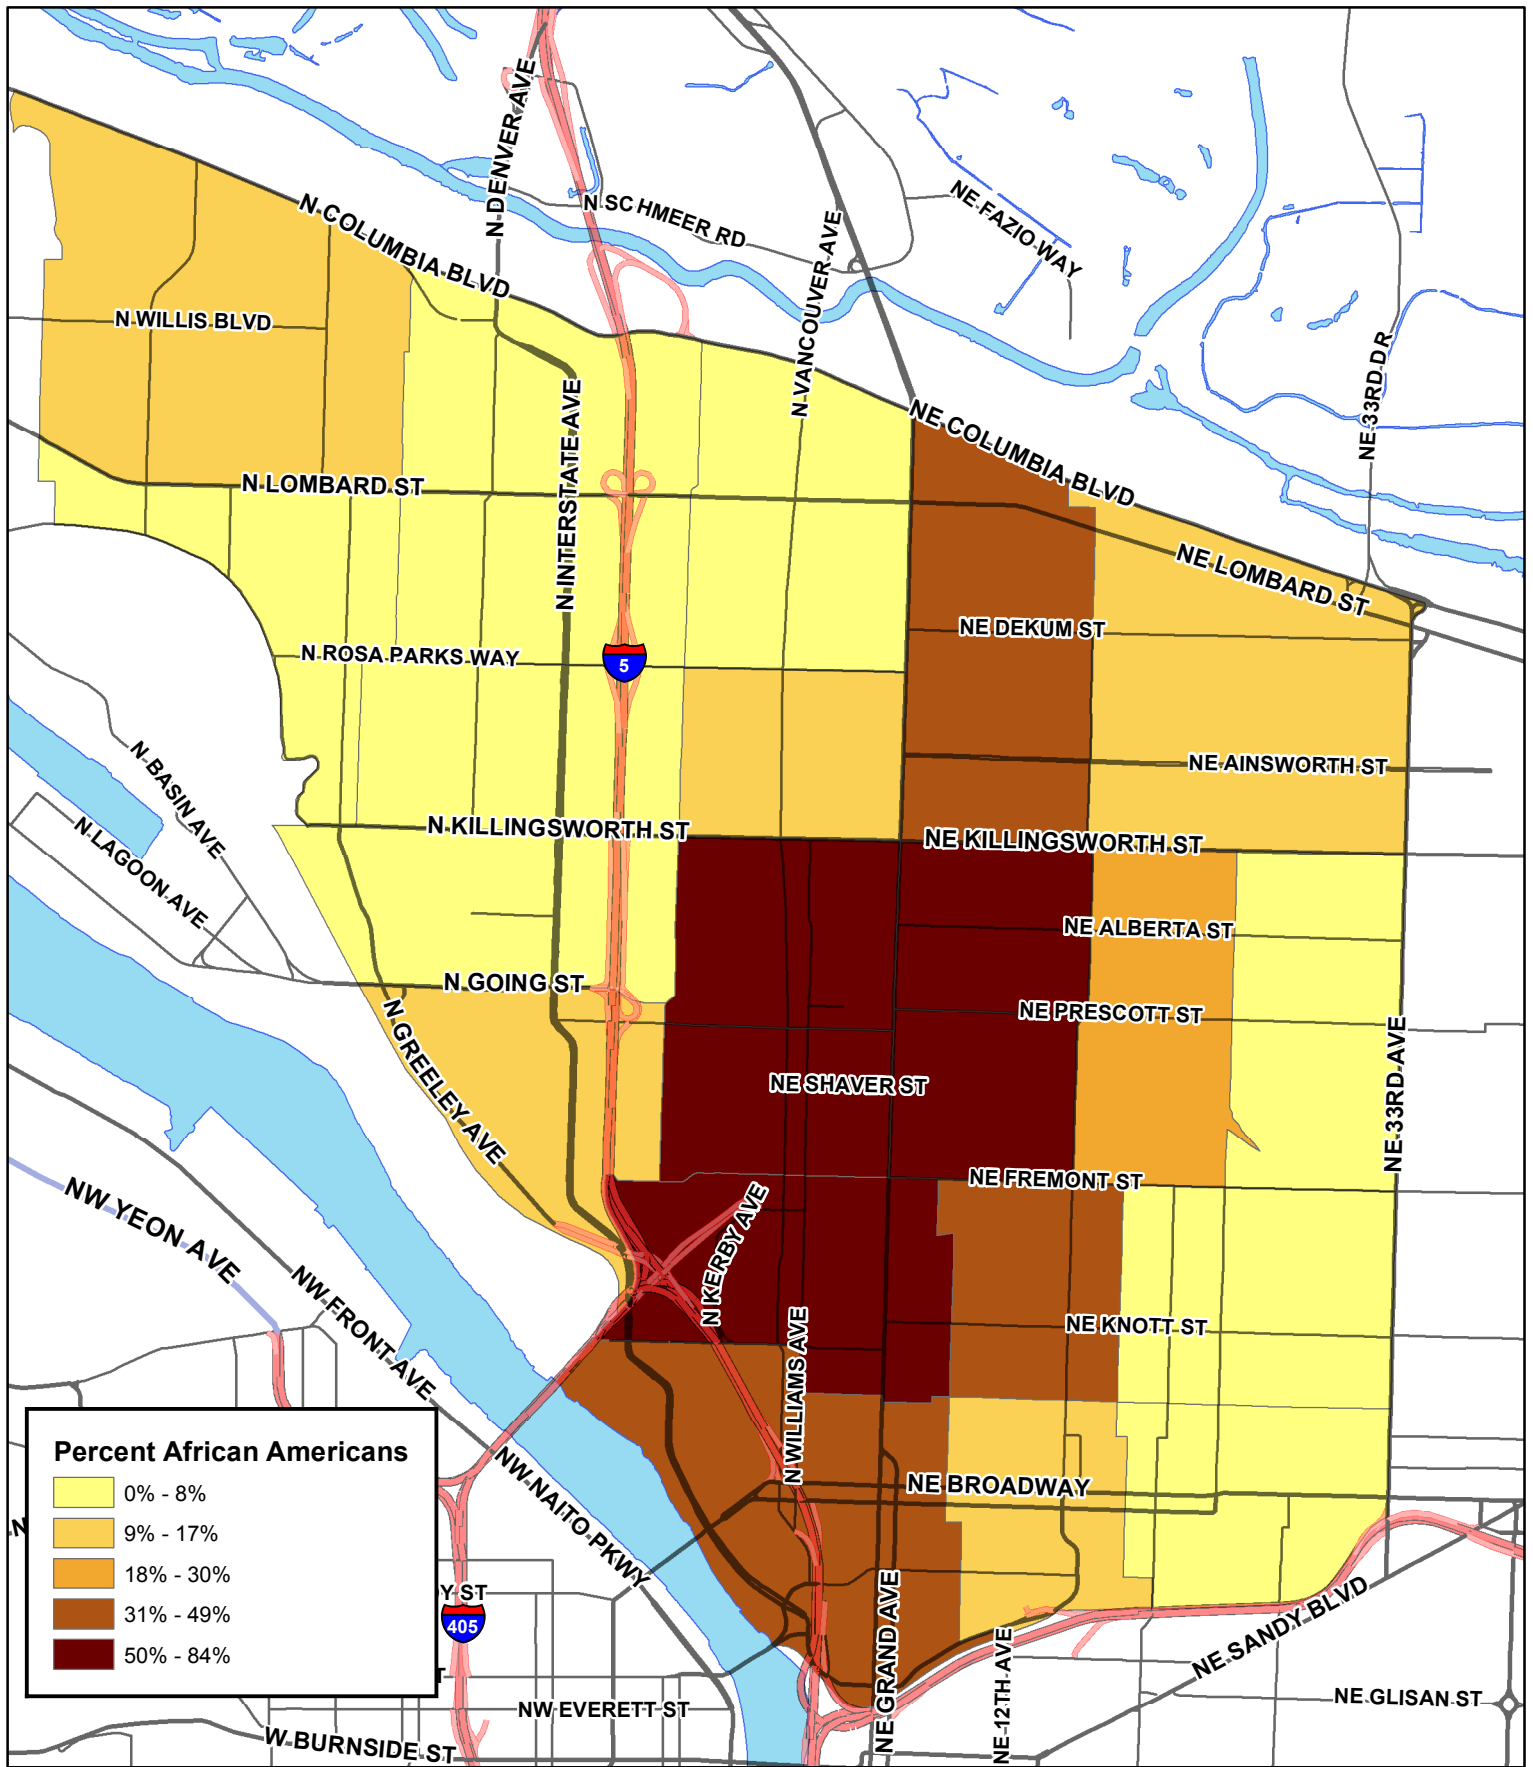 N DENVER AVE
N SCHMEER RD
NE FAZIO WAY
N COLUMBIA BLVD
N VANCOUVER AVE
N WILLIS BLVD
NE 33RD DR
N INTERSTATE AVE
NE COLUMBIA BLVD
N LOMBARD ST
NE LOMBARD ST
NE DEKUM ST
N ROSA PARKS WAY
5
NE AINSWORTH ST
N BASIN AVE
N LAGOON AVE
N KILLINGSWORTH ST
NE KILLINGSWORTH ST
NE ALBERTA ST
N GOING ST
NE PRESCOTT ST
N GREELEY AVE
NE SHAVER ST
NE 33RD AVE
NE FREMONT ST
NW YEON AVE
N KERBY AVE
NW FRONT AVE
NE KNOTT ST
N WILLIAMS AVE
NE BROADWAY
NW NAITO PKWY
Percent African Americans
0% - 8%
9% - 17%
18% - 30%
31% - 49%
50% - 84%
N
Y ST
405
T
NE GRAND AVE
NE 12TH AVE
NE SANDY BLVD
NE GLISAN ST
NW EVERETT ST
W BURNSIDE ST